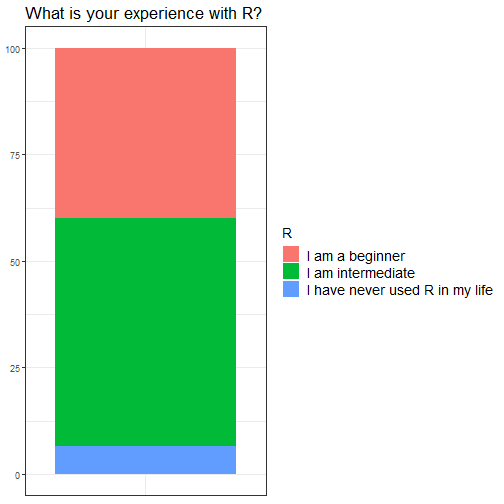 What is your experience with R?
100
75
50
25
0
R
I am a beginner
I am intermediate
I have never used R in my life